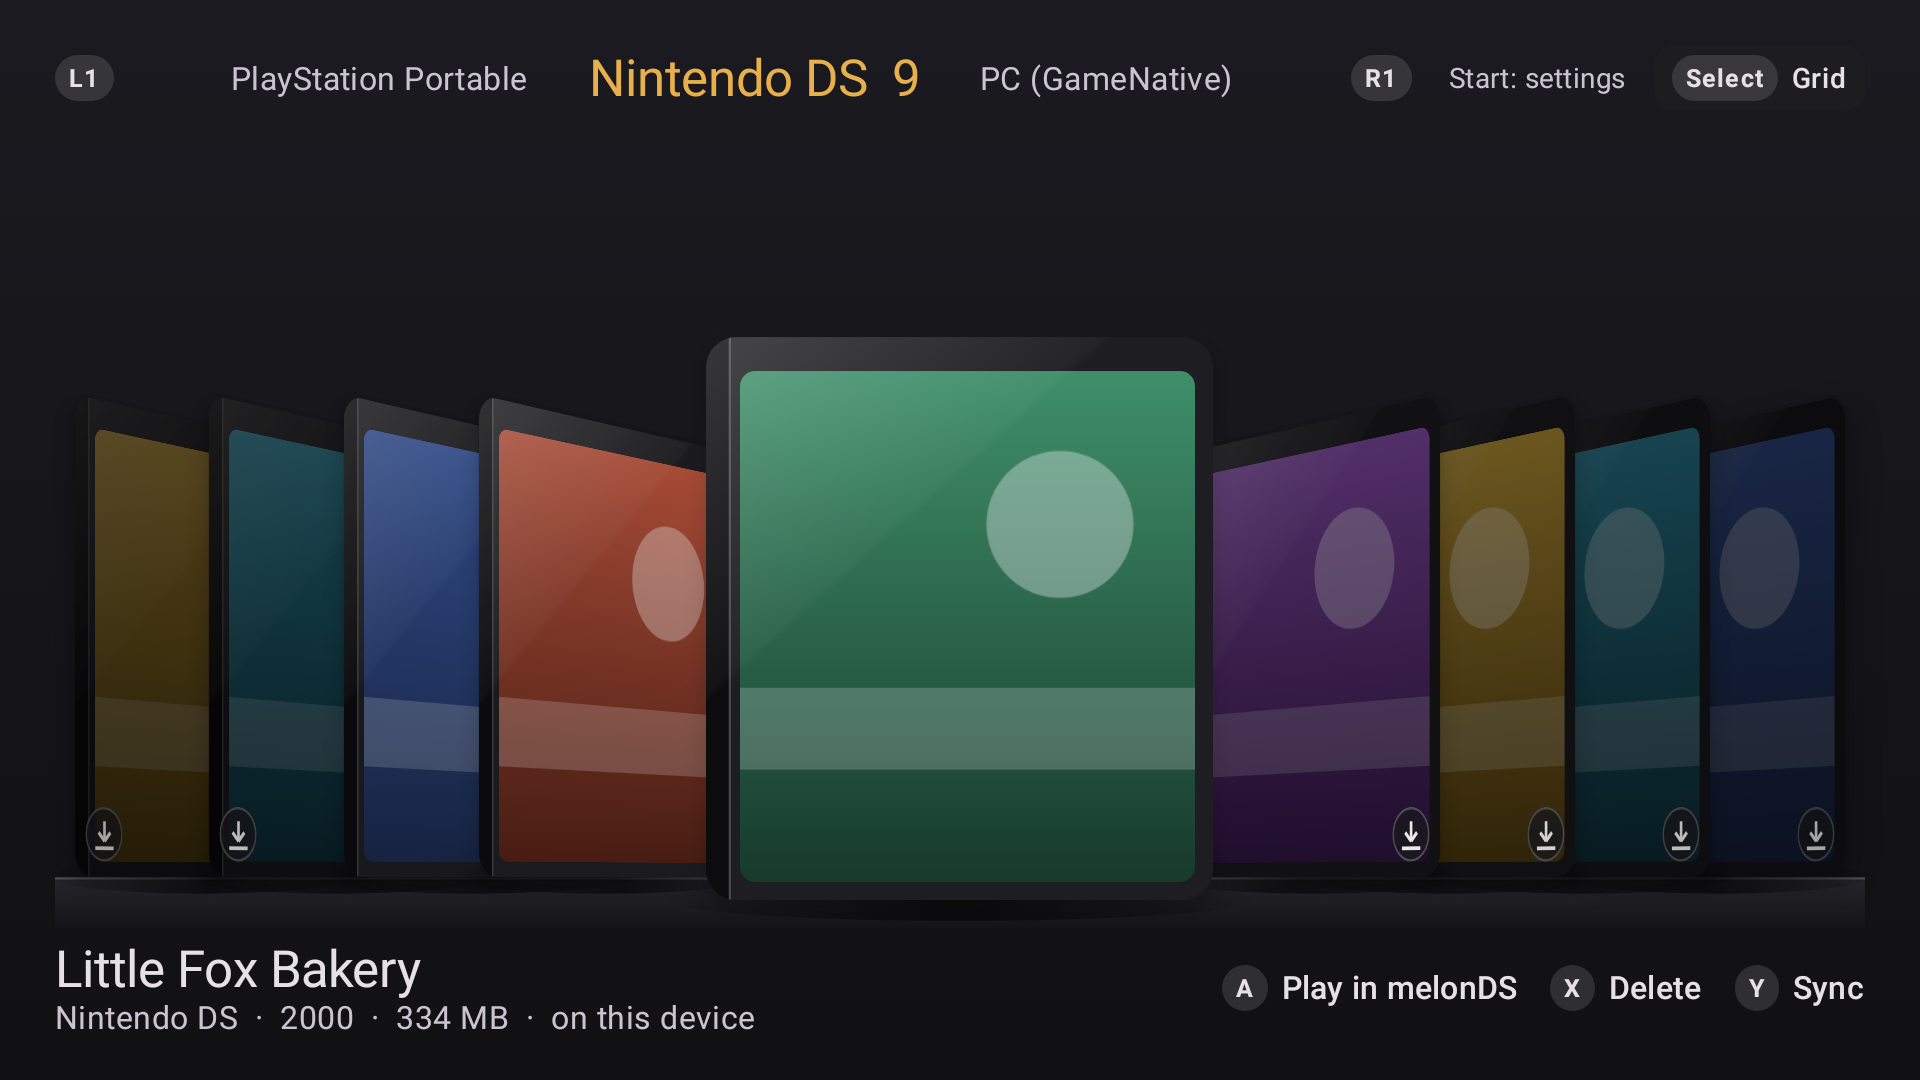 L1 PlayStation Portable Nintendo DS 9 PC (GameNative) R1 Start: settings Select Grid
Little Fox Bakery
Nintendo DS · 2000 · 334 MB · on this device
A Play in melonDS X Delete Y Sync